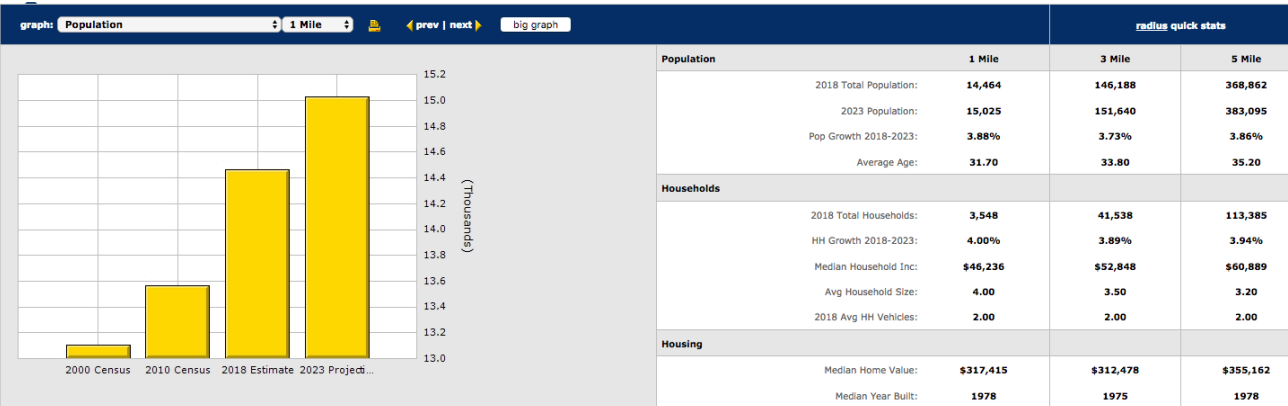 graph: Population 1 Mile prev | next big graph radius quick stats
15.2
15.0
14.8
14.6
14.4
14.2
14.0
13.8
13.6
13.4
13.2
13.0
(Thousands)
2000 Census 2010 Census 2018 Estimate 2023 Projecti...
Population 1 Mile 3 Mile 5 Mile
2018 Total Population: 14,464 146,188 368,862
2023 Population: 15,025 151,640 383,095
Pop Growth 2018-2023: 3.88% 3.73% 3.86%
Average Age: 31.70 33.80 35.20
Households
2018 Total Households: 3,548 41,538 113,385
HH Growth 2018-2023: 4.00% 3.89% 3.94%
Median Household Inc: $46,236 $52,848 $60,889
Avg Household Size: 4.00 3.50 3.20
2018 Avg HH Vehicles: 2.00 2.00 2.00
Housing
Median Home Value: $317,415 $312,478 $355,162
Median Year Built: 1978 1975 1978